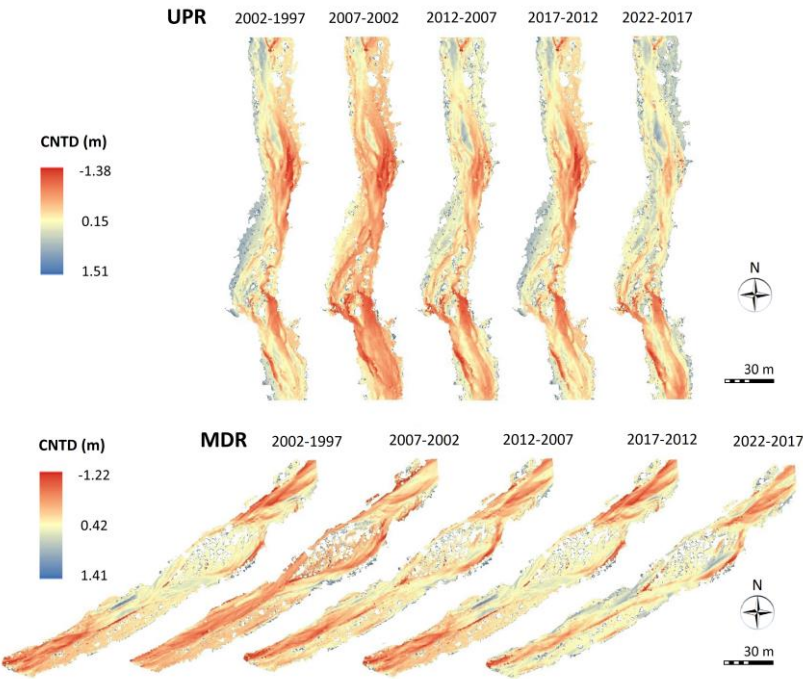 UPR 2002-1997 2007-2002 2012-2007 2017-2012 2022-2017
CNTD (m)
-1.38
0.15
1.51
N
30 m
MDR 2002-1997 2007-2002 2012-2007 2017-2012 2022-2017
CNTD (m)
-1.22
0.42
1.41
N
30 m